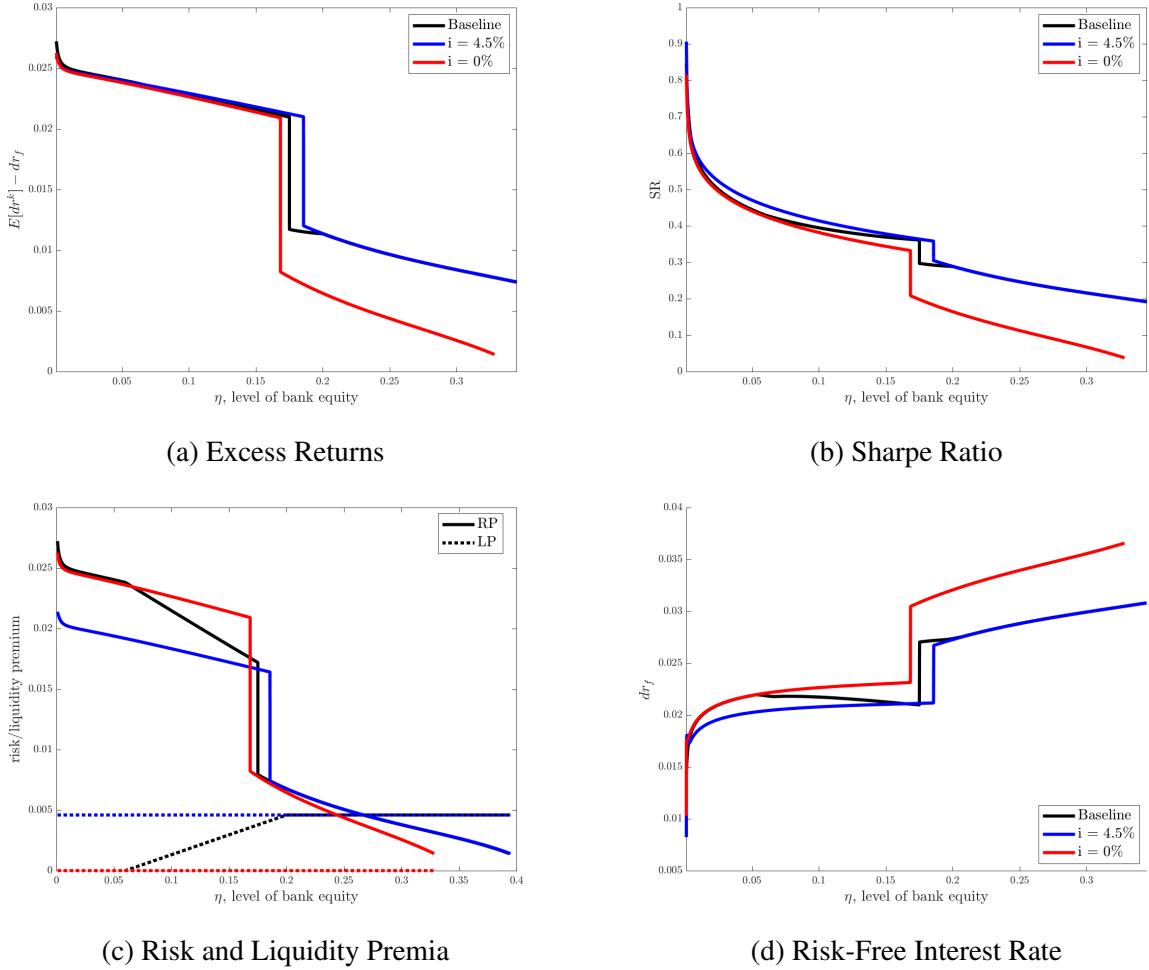 0.03
0.025
0.02
0.015
0.01
0.005
0
E[dr^k] − dr_f
0.05 0.1 0.15 0.2 0.25 0.3
η, level of bank equity
Baseline
i = 4.5%
i = 0%
(a) Excess Returns
1
0.9
0.8
0.7
0.6
0.5
0.4
0.3
0.2
0.1
0
SR
0.05 0.1 0.15 0.2 0.25 0.3
η, level of bank equity
Baseline
i = 4.5%
i = 0%
(b) Sharpe Ratio
0.03
0.025
0.02
0.015
0.01
0.005
0
risk/liquidity premium
0 0.05 0.1 0.15 0.2 0.25 0.3 0.35 0.4
η, level of bank equity
RP
LP
(c) Risk and Liquidity Premia
0.04
0.035
0.03
0.025
0.02
0.015
0.01
0.005
dr_f
0.05 0.1 0.15 0.2 0.25 0.3
η, level of bank equity
Baseline
i = 4.5%
i = 0%
(d) Risk-Free Interest Rate